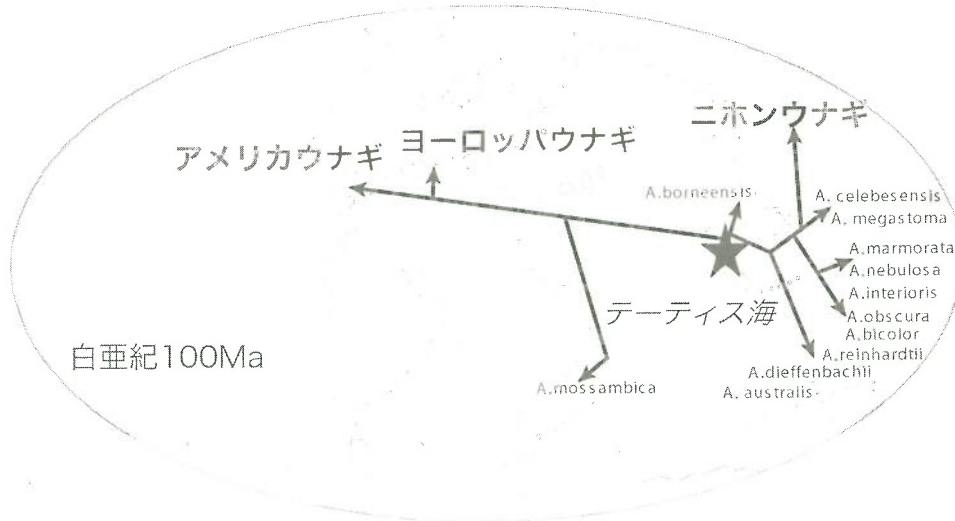 ニホンウナギ
アメリカウナギ
ヨーロッパウナギ
A.borneensis
A. celebesensis
A. megastoma
A.marmorata
A.nebulosa
A.interioris
テーティス海
A.obscura
A.bicolor
白亜紀100Ma
A.reinhardtii
A.dieffenbachii
A.mossambica
A. australis